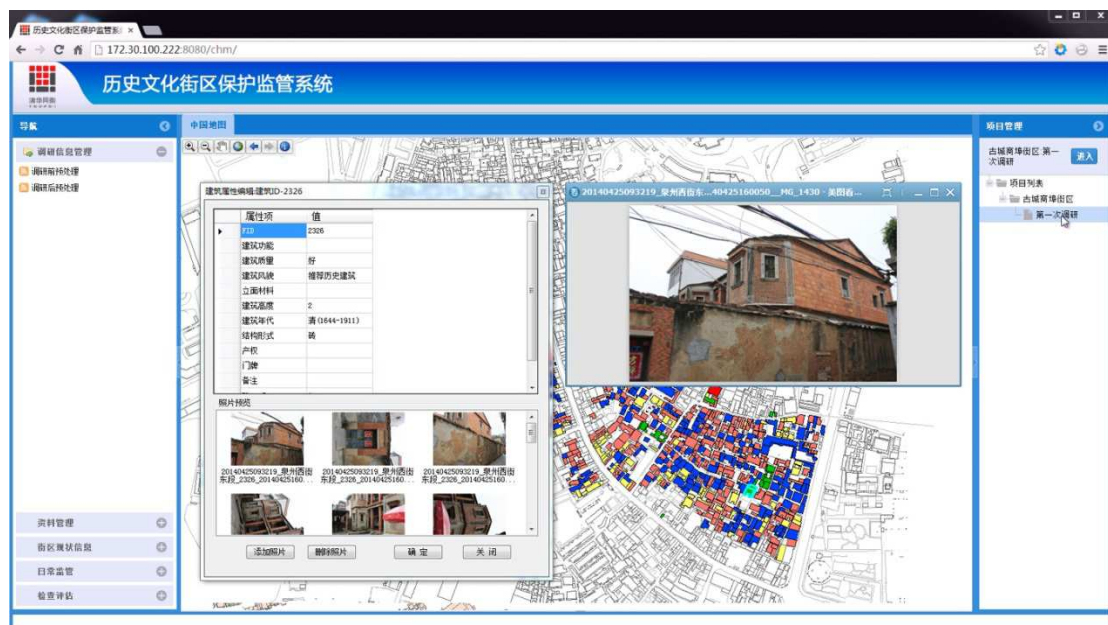 历史文化街区保护监管系
172.30.100.222:8080/chm/
清华同衡
历史文化街区保护监管系统
导航
中国地图
项目管理
调研信息管理
调研前预处理
调研后预处理
资料管理
街区现状信息
日常监管
检查评估
建筑属性编辑:建筑ID-2326
属性项 值
FID 2326
建筑功能
建筑质量 好
建筑风貌 推荐历史建筑
立面材料
建筑高度 2
建筑年代 清(1644-1911)
结构形式 砖
产权
门牌
备注
照片预览
20140425093219_泉州西街
东段_2326_20140425160...
20140425093219_泉州西街
东段_2326_20140425160...
20140425093219_泉州西街
东段_2326_20140425160...
添加照片 删除照片 确定 关闭
20140425093219_泉州西街东...40425160050__MG_1430 - 美图看...
古城商埠街区 第一
次调研
进入
项目列表
古城商埠街区
第一次调研